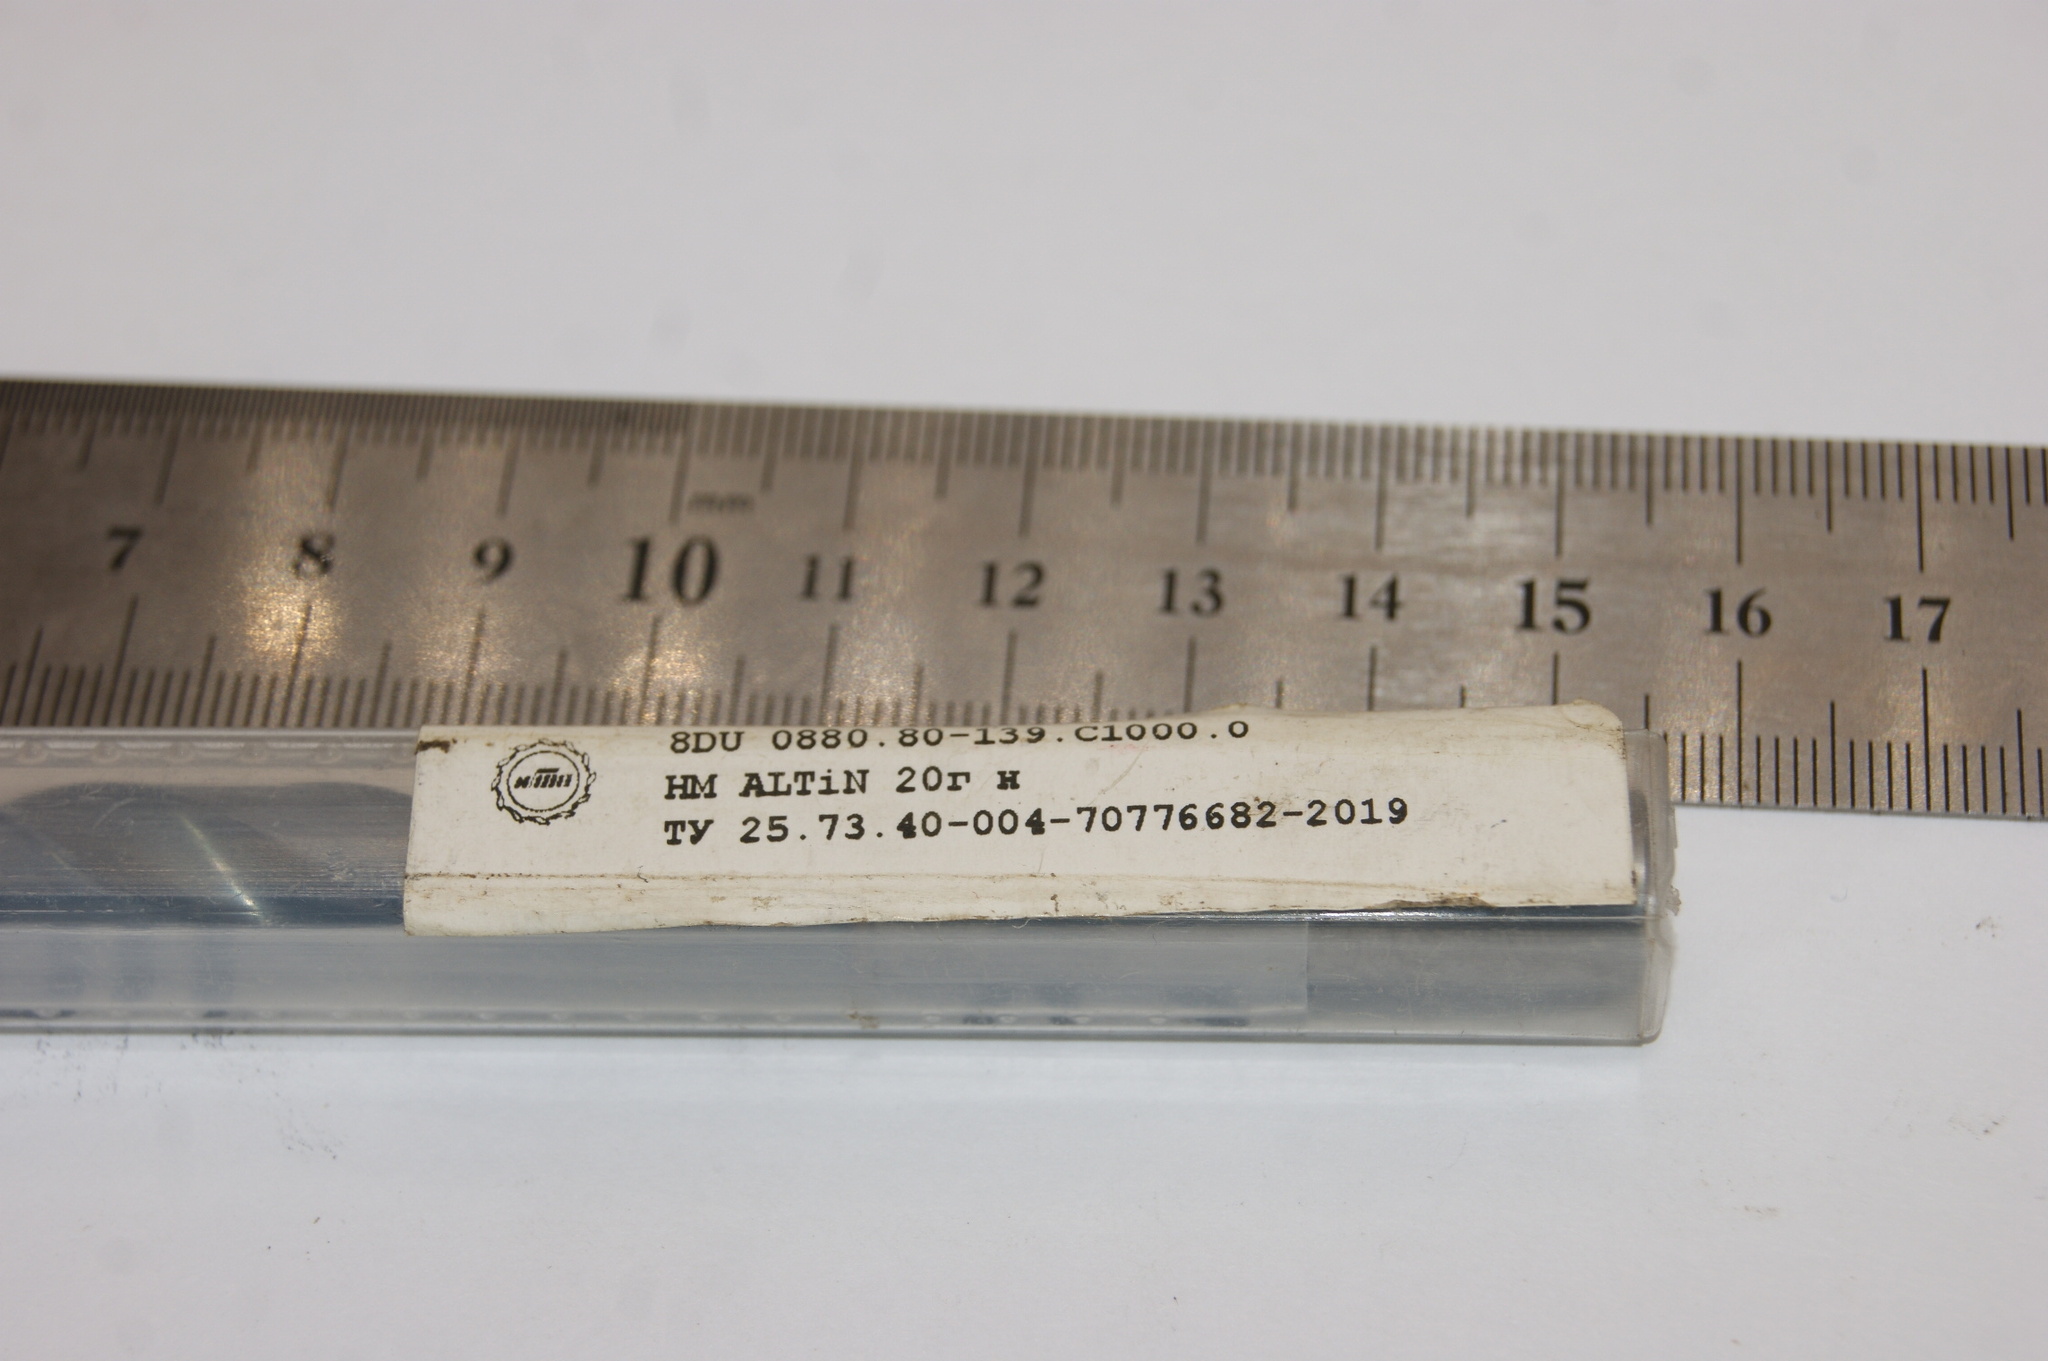 mm
7 8 9 10 11 12 13 14 15 16 17
8DU 0880.80-139.C1000.0
HM ALTiN 20г н
ТУ 25.73.40-004-70776682-2019